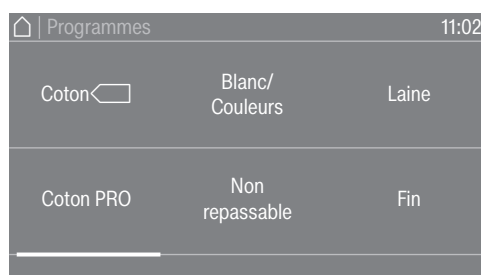 Programmes 11:02
Coton Blanc/ Laine
Couleurs
Coton PRO Non Fin
repassable